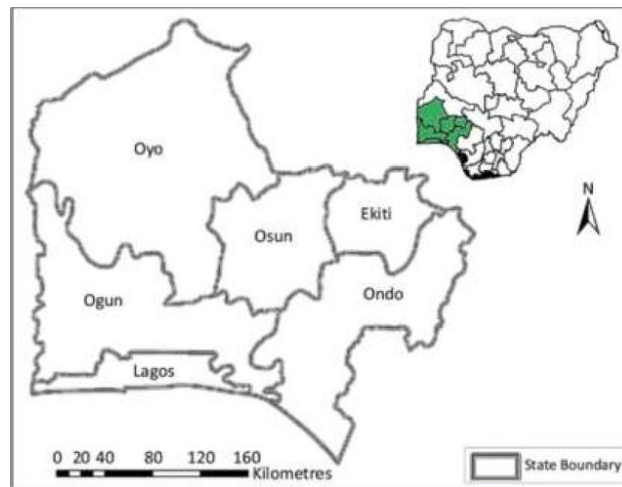 Oyo
N
Ekiti
Osun
Ondo
Ogun
Lagos
0 20 40 80 120 160
Kilometres
State Boundary